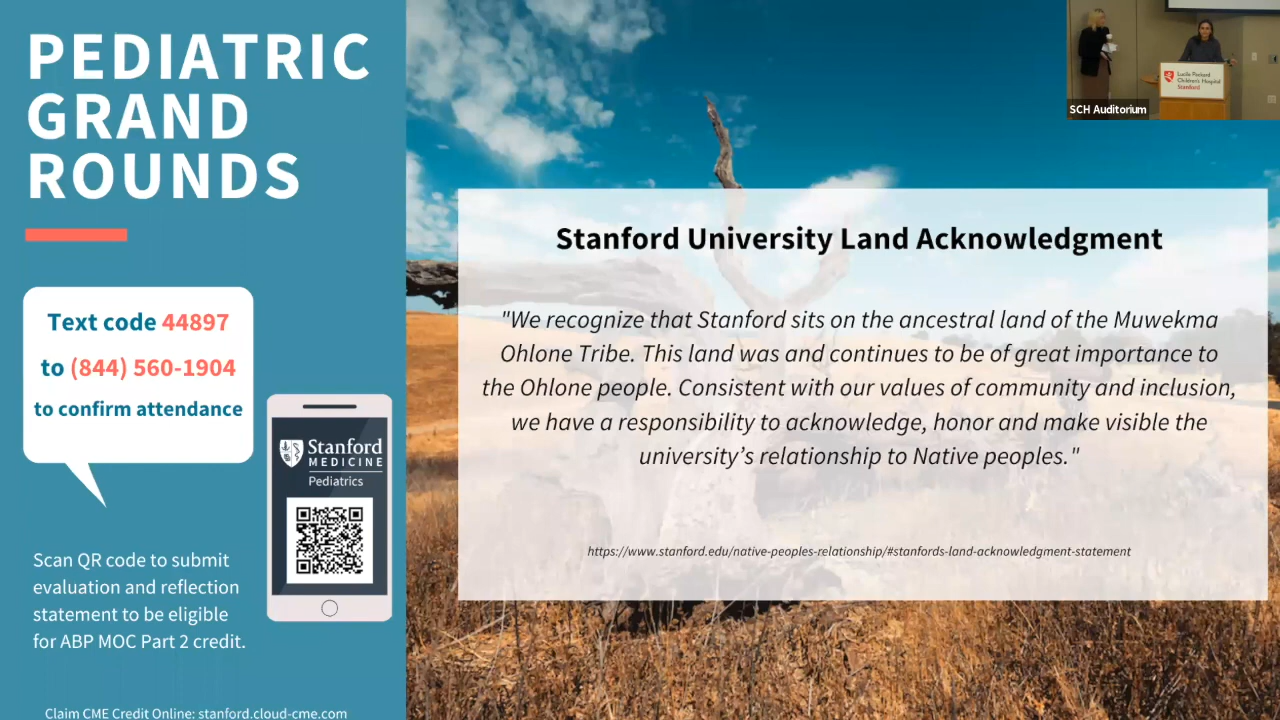 PEDIATRIC
GRAND
ROUNDS
Text code 44897
to (844) 560-1904
to confirm attendance
Stanford
MEDICINE
Pediatrics
Scan QR code to submit
evaluation and reflection
statement to be eligible
for ABP MOC Part 2 credit.
Claim CME Credit Online: stanford.cloud-cme.com
Lucile Packard
Children's Hospital
Stanford
SCH Auditorium
Stanford University Land Acknowledgment
"We recognize that Stanford sits on the ancestral land of the Muwekma
Ohlone Tribe. This land was and continues to be of great importance to
the Ohlone people. Consistent with our values of community and inclusion,
we have a responsibility to acknowledge, honor and make visible the
university’s relationship to Native peoples."
https://www.stanford.edu/native-peoples-relationship/#stanfords-land-acknowledgment-statement